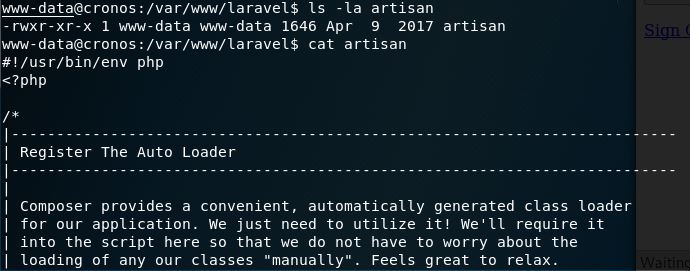 www-data@cronos:/var/www/laravel$ ls -la artisan
-rwxr-xr-x 1 www-data www-data 1646 Apr  9  2017 artisan
www-data@cronos:/var/www/laravel$ cat artisan
#!/usr/bin/env php
<?php
/*
|--------------------------------------------------------------------------
| Register The Auto Loader
|--------------------------------------------------------------------------
|
| Composer provides a convenient, automatically generated class loader
| for our application. We just need to utilize it! We'll require it
| into the script here so that we do not have to worry about the
| loading of any our classes "manually". Feels great to relax.
Sign
Waiting